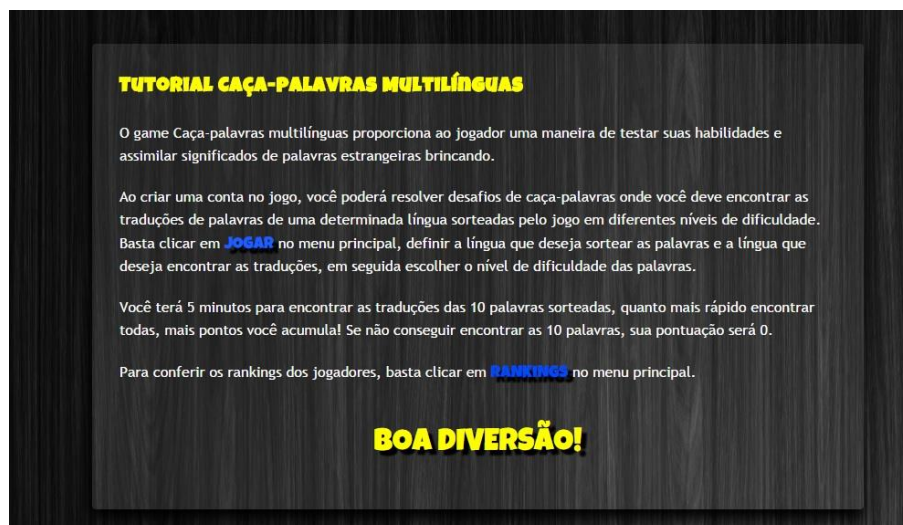 TUTORIAL CAÇA-PALAVRAS MULTILÍNGUAS
O game Caça-palavras multilínguas proporciona ao jogador uma maneira de testar suas habilidades e
assimilar significados de palavras estrangeiras brincando.
Ao criar uma conta no jogo, você poderá resolver desafios de caça-palavras onde você deve encontrar as
traduções de palavras de uma determinada língua sorteadas pelo jogo em diferentes níveis de dificuldade.
Basta clicar em JOGAR no menu principal, definir a língua que deseja sortear as palavras e a língua que
deseja encontrar as traduções, em seguida escolher o nível de dificuldade das palavras.
Você terá 5 minutos para encontrar as traduções das 10 palavras sorteadas, quanto mais rápido encontrar
todas, mais pontos você acumula! Se não conseguir encontrar as 10 palavras, sua pontuação será 0.
Para conferir os rankings dos jogadores, basta clicar em RANKINGS no menu principal.
BOA DIVERSÃO!